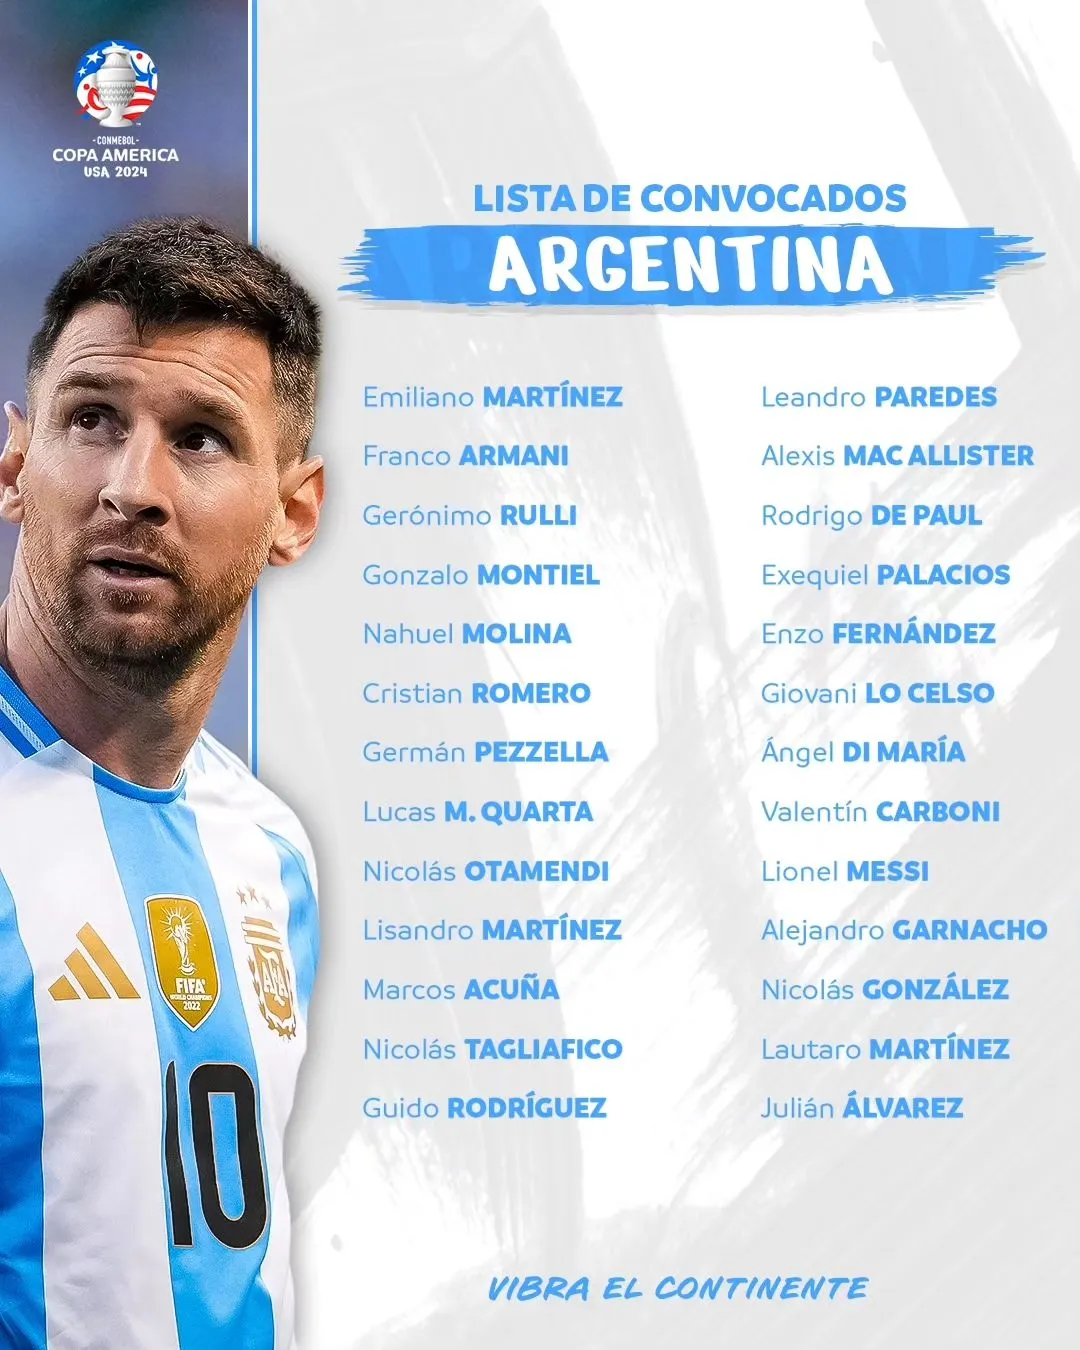 -CONMEBOL-
COPA AMERICA
USA 2024
LISTA DE CONVOCADOS
ARGENTINA
Emiliano MARTÍNEZ
Franco ARMANI
Gerónimo RULLI
Gonzalo MONTIEL
Nahuel MOLINA
Cristian ROMERO
Germán PEZZELLA
Lucas M. QUARTA
Nicolás OTAMENDI
Lisandro MARTÍNEZ
Marcos ACUÑA
Nicolás TAGLIAFICO
Guido RODRÍGUEZ
Leandro PAREDES
Alexis MAC ALLISTER
Rodrigo DE PAUL
Exequiel PALACIOS
Enzo FERNÁNDEZ
Giovani LO CELSO
Ángel DI MARÍA
Valentín CARBONI
Lionel MESSI
Alejandro GARNACHO
Nicolás GONZÁLEZ
Lautaro MARTÍNEZ
Julián ÁLVAREZ
FIFA
WORLD CHAMPIONS
2022
AFA
10
VIBRA EL CONTINENTE